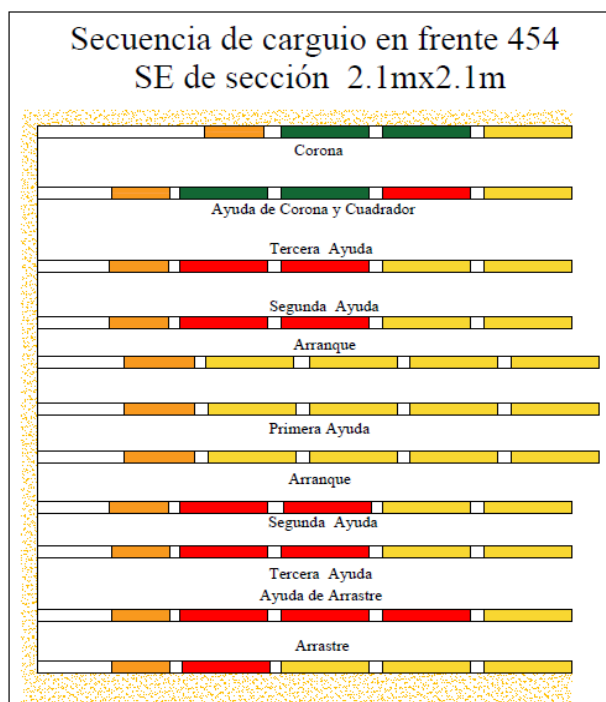 Secuencia de carguio en frente 454
SE de sección 2.1mx2.1m
Corona
Ayuda de Corona y Cuadrador
Tercera Ayuda
Segunda Ayuda
Arranque
Primera Ayuda
Arranque
Segunda Ayuda
Tercera Ayuda
Ayuda de Arrastre
Arrastre